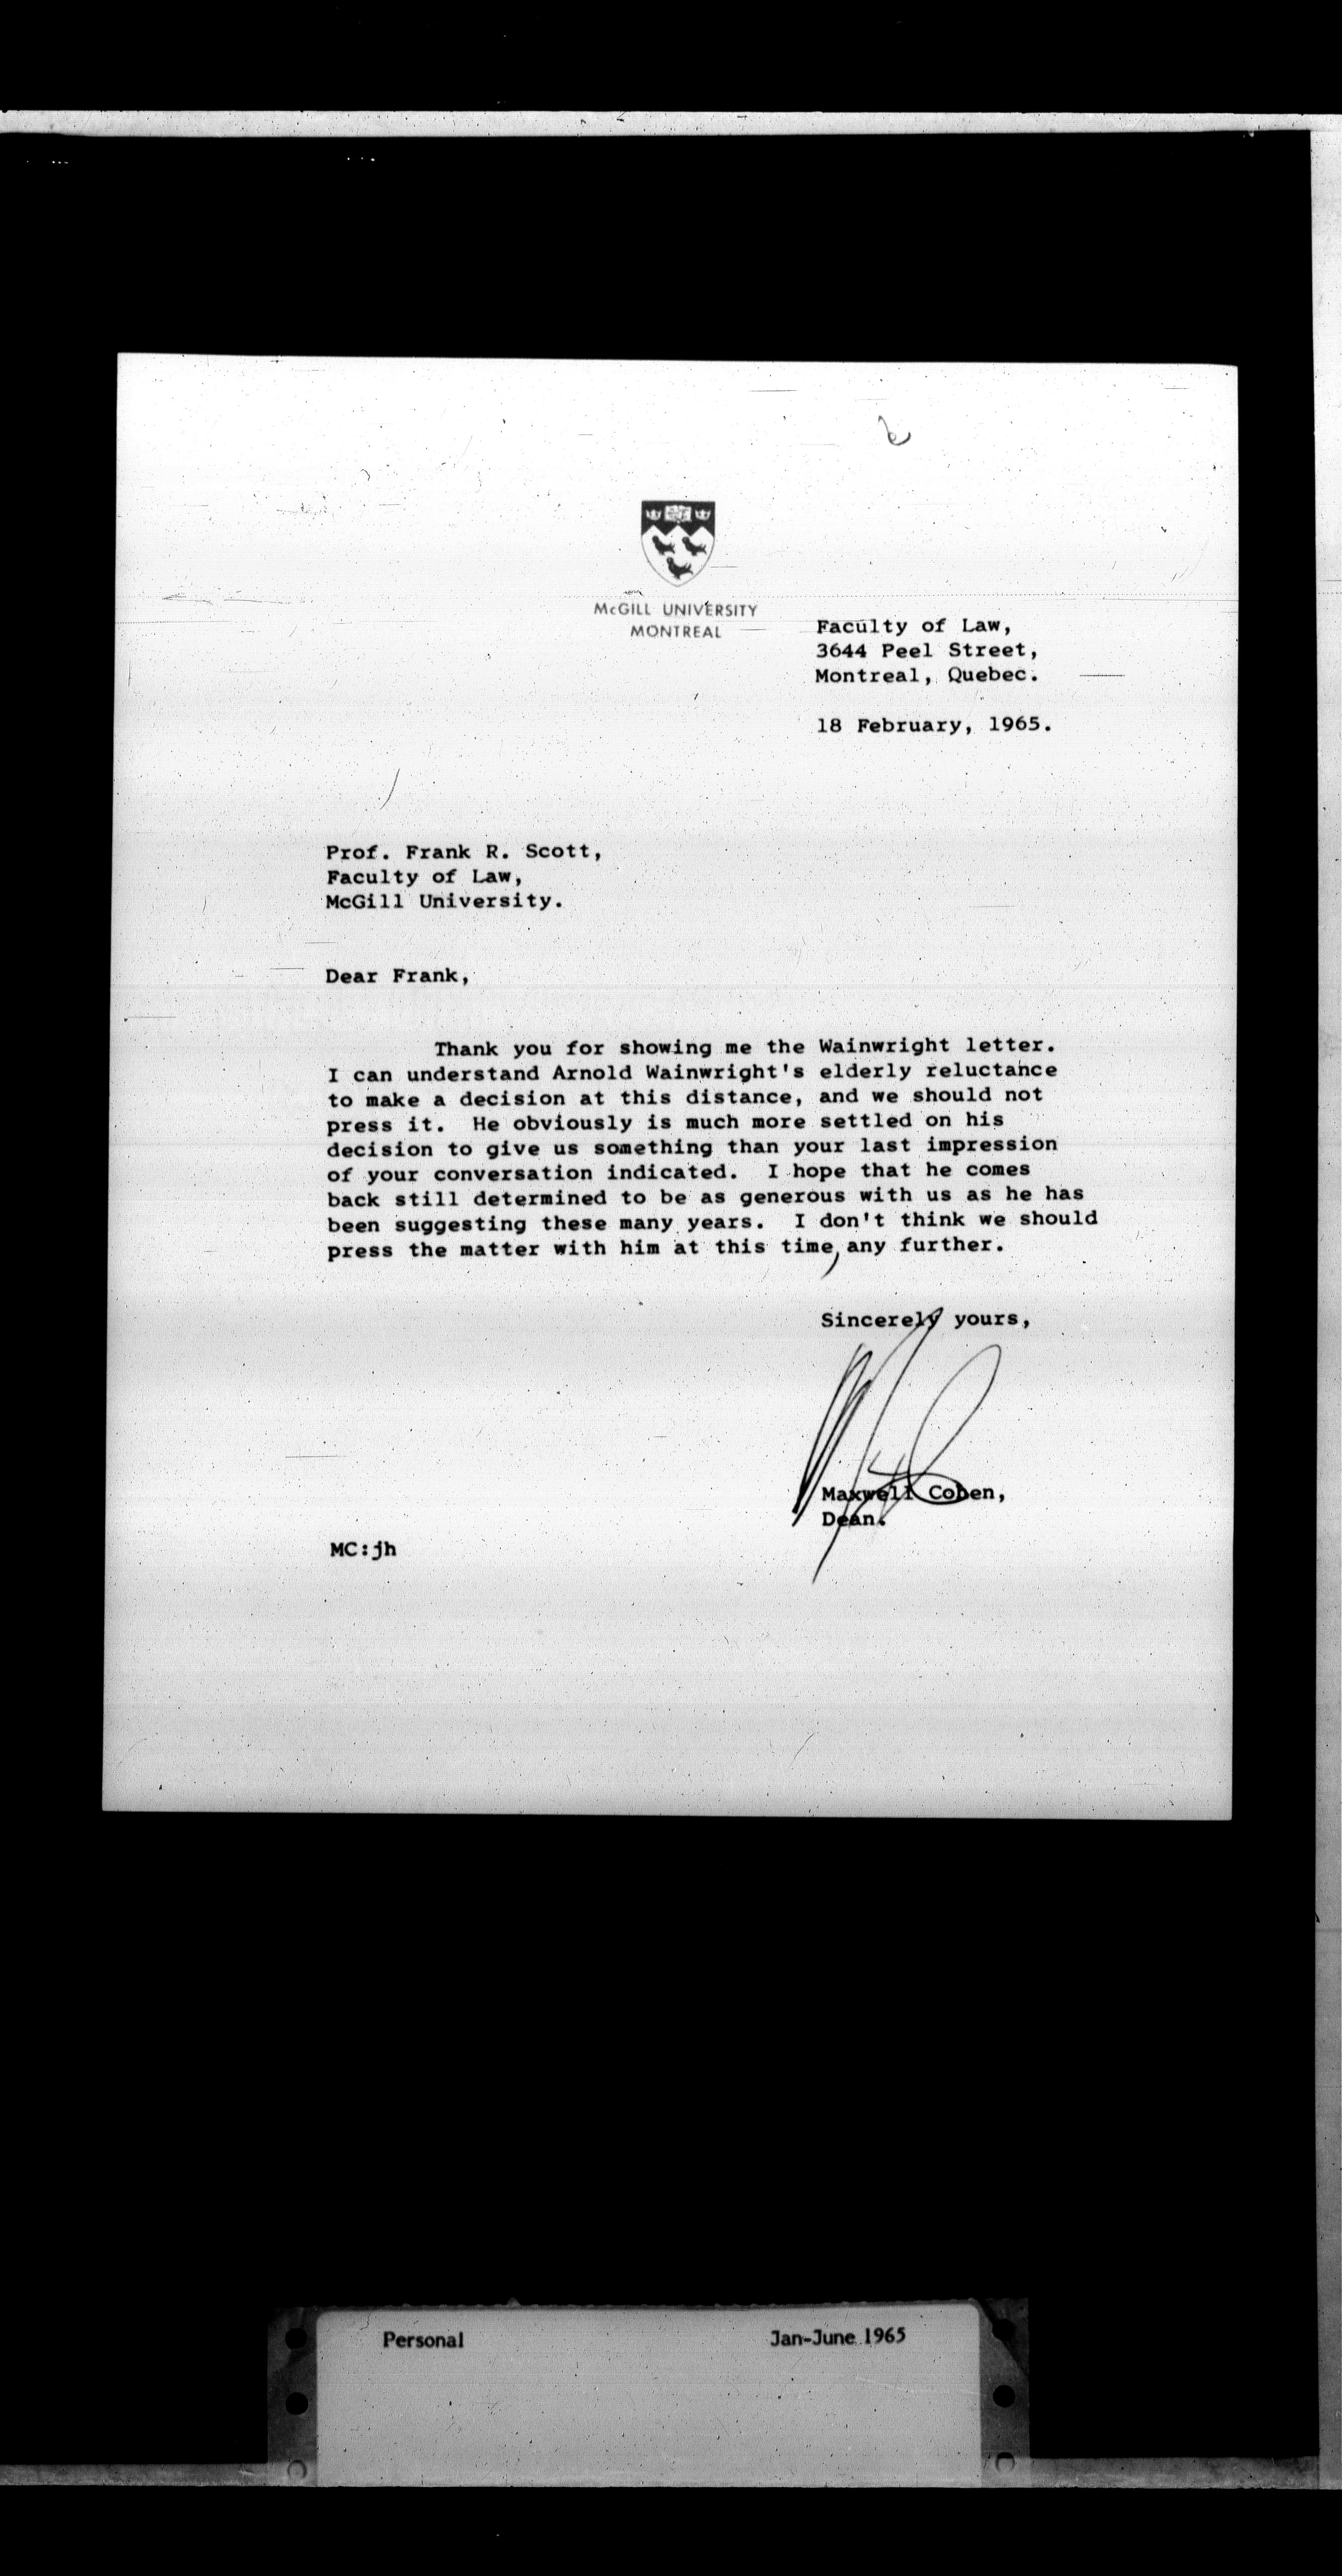 McGILL UNIVERSITY
MONTREAL
Faculty of Law,
3644 Peel Street,
Montreal, Quebec.
18 February, 1965.
Prof. Frank R. Scott,
Faculty of Law,
McGill University.
Dear Frank,
Thank you for showing me the Wainwright letter.
I can understand Arnold Wainwright's elderly reluctance
to make a decision at this distance, and we should not
press it. He obviously is much more settled on his
decision to give us something than your last impression
of your conversation indicated. I hope that he comes
back still determined to be as generous with us as he has
been suggesting these many years. I don't think we should
press the matter with him at this time, any further.
Sincerely yours,
Maxwell Cohen,
Dean.
MC:jh
Personal Jan-June 1965